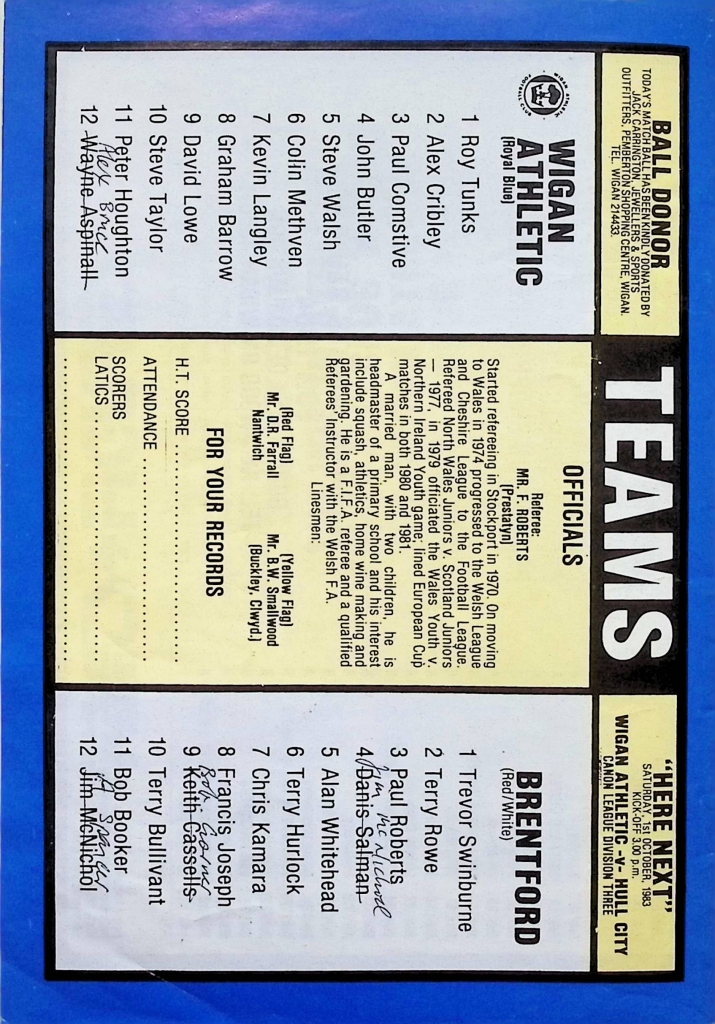 BALL DONOR
TODAY'S MATCH BALL HAS BEEN KINDLY DONATED BY
JACK CARRINGTON, JEWELLERS & SPORTS
OUTFITTERS, PEMBERTON SHOPPING CENTRE, WIGAN.
TEL. WIGAN 214433.
TEAMS
"HERE NEXT"
SATURDAY, 1st OCTOBER, 1983
KICK-OFF 3.00 p.m.
WIGAN ATHLETIC -v- HULL CITY
CANON LEAGUE DIVISION THREE
WIGAN ATHLETIC
FOOTBALL CLUB
WIGAN
ATHLETIC
(Royal Blue)
1 Roy Tunks
2 Alex Cribley
3 Paul Comstive
4 John Butler
5 Steve Walsh
6 Colin Methven
7 Kevin Langley
8 Graham Barrow
9 David Lowe
10 Steve Taylor
11 Peter Houghton
Alex Bruce
12 Wayne Aspinall
OFFICIALS
Referee:
MR. F. ROBERTS
(Prestatyn)
Started refereeing in Stockport in 1970. On moving
to Wales in 1974 progressed to the Welsh League
and Cheshire League to the Football League.
Refereed North Wales Juniors v. Scotland Juniors
— 1977, in 1979 officiated the Wales Youth v.
Northern Ireland Youth game; lined European Cup
matches in both 1980 and 1981.
A married man, with two children, he is
headmaster of a primary school and his interest
include squash, athletics, home wine making and
gardening. He is a F.I.F.A. referee and a qualified
Referees' Instructor with the Welsh F.A.
Linesmen:
(Red Flag) (Yellow Flag)
Mr. D.R. Farrall Mr. B.W. Smallwood
Nantwich (Buckley, Clwyd.)
FOR YOUR RECORDS
H.T. SCORE
ATTENDANCE
SCORERS
LATICS
BRENTFORD
(Red/White)
1 Trevor Swinburne
2 Terry Rowe
3 Paul Roberts
Jim McNichol
4 Danis Salman
5 Alan Whitehead
6 Terry Hurlock
7 Chris Kamara
8 Francis Joseph
Bob Garner
9 Keith Cassells
10 Terry Bullivant
11 Bob Booker
A Spencer
12 Jim McNichol